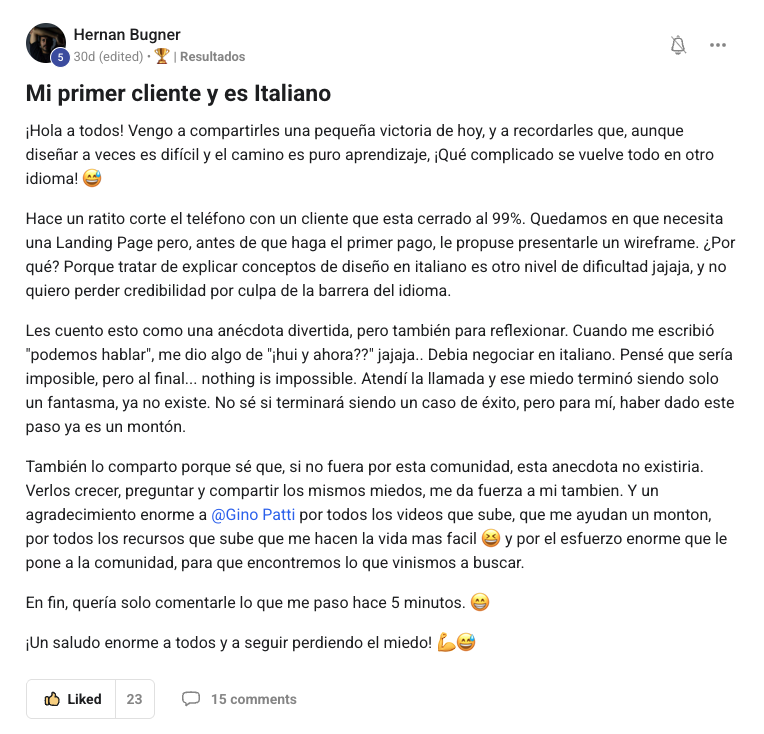 Hernan Bugner
5 30d (edited) • 🏆 | Resultados
Mi primer cliente y es Italiano
¡Hola a todos! Vengo a compartirles una pequeña victoria de hoy, y a recordarles que, aunque
diseñar a veces es difícil y el camino es puro aprendizaje, ¡Qué complicado se vuelve todo en otro
idioma! 😅
Hace un ratito corte el teléfono con un cliente que esta cerrado al 99%. Quedamos en que necesita
una Landing Page pero, antes de que haga el primer pago, le propuse presentarle un wireframe. ¿Por
qué? Porque tratar de explicar conceptos de diseño en italiano es otro nivel de dificultad jajaja, y no
quiero perder credibilidad por culpa de la barrera del idioma.
Les cuento esto como una anécdota divertida, pero también para reflexionar. Cuando me escribió
"podemos hablar", me dio algo de "¡hui y ahora??" jajaja.. Debia negociar en italiano. Pensé que sería
imposible, pero al final... nothing is impossible. Atendí la llamada y ese miedo terminó siendo solo
un fantasma, ya no existe. No sé si terminará siendo un caso de éxito, pero para mí, haber dado este
paso ya es un montón.
También lo comparto porque sé que, si no fuera por esta comunidad, esta anecdota no existiria.
Verlos crecer, preguntar y compartir los mismos miedos, me da fuerza a mi tambien. Y un
agradecimiento enorme a @Gino Patti por todos los videos que sube, que me ayudan un monton,
por todos los recursos que sube que me hacen la vida mas facil 😆 y por el esfuerzo enorme que le
pone a la comunidad, para que encontremos lo que vinismos a buscar.
En fin, quería solo comentarle lo que me paso hace 5 minutos. 😁
¡Un saludo enorme a todos y a seguir perdiendo el miedo! 💪😅
👍 Liked 23 15 comments